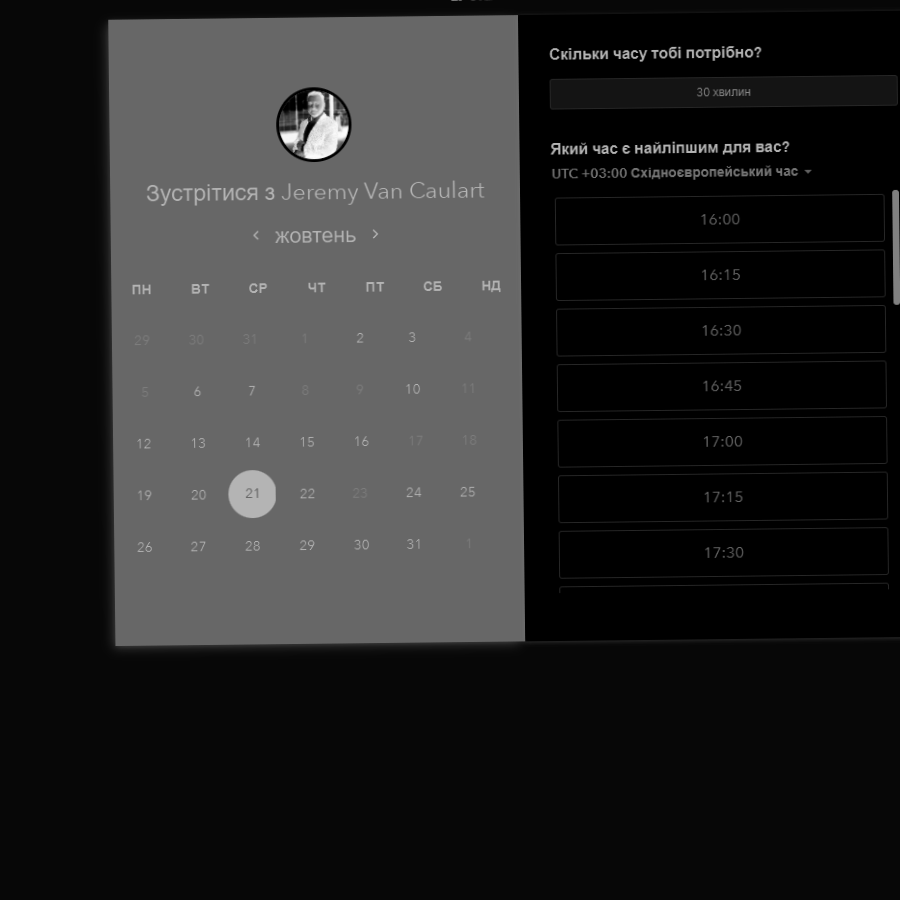 Зустрітися з Jeremy Van Caulart
жовтень
ПН ВТ СР ЧТ ПТ СБ НД
29 30 31 1 2 3 4
5 6 7 8 9 10 11
12 13 14 15 16 17 18
19 20 21 22 23 24 25
26 27 28 29 30 31 1
Скільки часу тобі потрібно?
30 хвилин
Який час є найліпшим для вас?
UTC +03:00 Східноєвропейський час
16:00
16:15
16:30
16:45
17:00
17:15
17:30